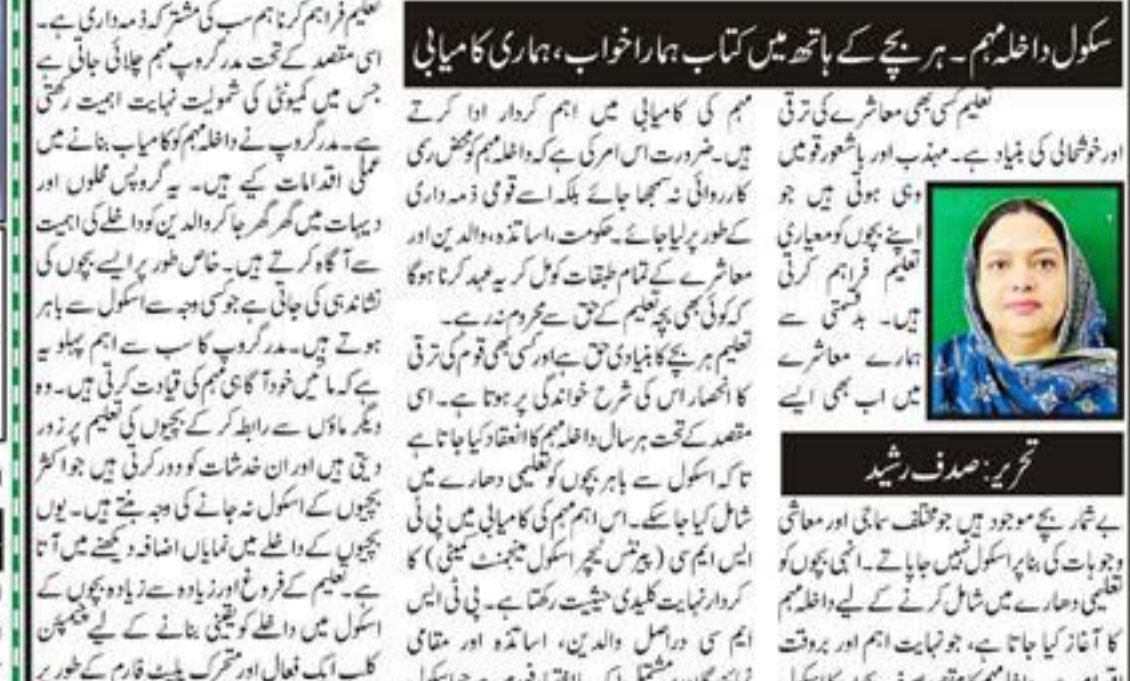 سکول داخلہ مہم۔ ہر بچے کے ہاتھ میں کتاب ہمارا خواب، ہماری کامیابی
تعلیم کسی بھی معاشرے کی ترقی
اور خوشحالی کی بنیاد ہے۔ مہذب اور باشعور قومیں
وہی ہوتی ہیں جو
اپنے بچوں کو معیاری
تعلیم فراہم کرتی
ہیں۔ بدقسمتی سے
ہمارے معاشرے
میں اب بھی ایسے
تحریر: صدف رشید
بے شمار بچے موجود ہیں جو مختلف سماجی اور معاشی
وجوہات کی بنا پر اسکول نہیں جا پاتے۔ انہی بچوں کو
تعلیمی دھارے میں شامل کرنے کے لیے داخلہ مہم
کا آغاز کیا جاتا ہے، جو نہایت اہم اور بروقت
مہم کی کامیابی میں اہم کردار ادا کرتے
ہیں۔ ضرورت اس امر کی ہے کہ داخلہ مہم کو محض رسمی
کارروائی نہ سمجھا جائے بلکہ اسے قومی ذمہ داری
کے طور پر لیا جائے۔ حکومت، اساتذہ، والدین اور
معاشرے کے تمام طبقات کو مل کر یہ عہد کرنا ہوگا
کہ کوئی بھی بچہ تعلیم کے حق سے محروم نہ رہے۔
تعلیم ہر بچے کا بنیادی حق ہے اور کسی بھی قوم کی ترقی
کا انحصار اس کی شرح خواندگی پر ہوتا ہے۔ اسی
مقصد کے تحت ہر سال داخلہ مہم کا انعقاد کیا جاتا ہے
تاکہ اسکول سے باہر بچوں کو تعلیمی دھارے میں
شامل کیا جا سکے۔ اس اہم مہم کی کامیابی میں پی ٹی
ایس ایم سی (پیرنٹس ٹیچر اسکول مینجمنٹ کمیٹی) کا
کردار نہایت کلیدی حیثیت رکھتا ہے۔ پی ٹی ایس
ایم سی دراصل والدین، اساتذہ اور مقامی
تعلیم فراہم کرنا ہم سب کی مشترکہ ذمہ داری ہے۔
اسی مقصد کے تحت مدر گروپ مہم چلائی جاتی ہے
جس میں کمیونٹی کی شمولیت نہایت اہمیت رکھتی
ہے۔ مدر گروپ نے داخلہ مہم کو کامیاب بنانے میں
عملی اقدامات کیے ہیں۔ یہ گروپس محلوں اور
دیہات میں گھر گھر جا کر والدین کو داخلے کی اہمیت
سے آگاہ کرتے ہیں۔ خاص طور پر ایسے بچوں کی
نشاندہی کی جاتی ہے جو کسی وجہ سے اسکول سے باہر
ہوتے ہیں۔ مدر گروپ کا سب سے اہم پہلو یہ
ہے کہ مائیں خود آگاہی مہم کی قیادت کرتی ہیں۔ وہ
دیگر ماؤں سے رابطہ کر کے بچیوں کی تعلیم پر زور
دیتی ہیں اور ان خدشات کو دور کرتی ہیں جو اکثر
بچیوں کے اسکول نہ جانے کی وجہ بنتے ہیں۔ یوں
بچیوں کے داخلے میں نمایاں اضافہ دیکھنے میں آتا
ہے۔ تعلیم کے فروغ اور زیادہ سے زیادہ بچوں کے
اسکول میں داخلے کو یقینی بنانے کے لیے چیمپئن
کلب ایک فعال اور متحرک پلیٹ فارم کے طور پر